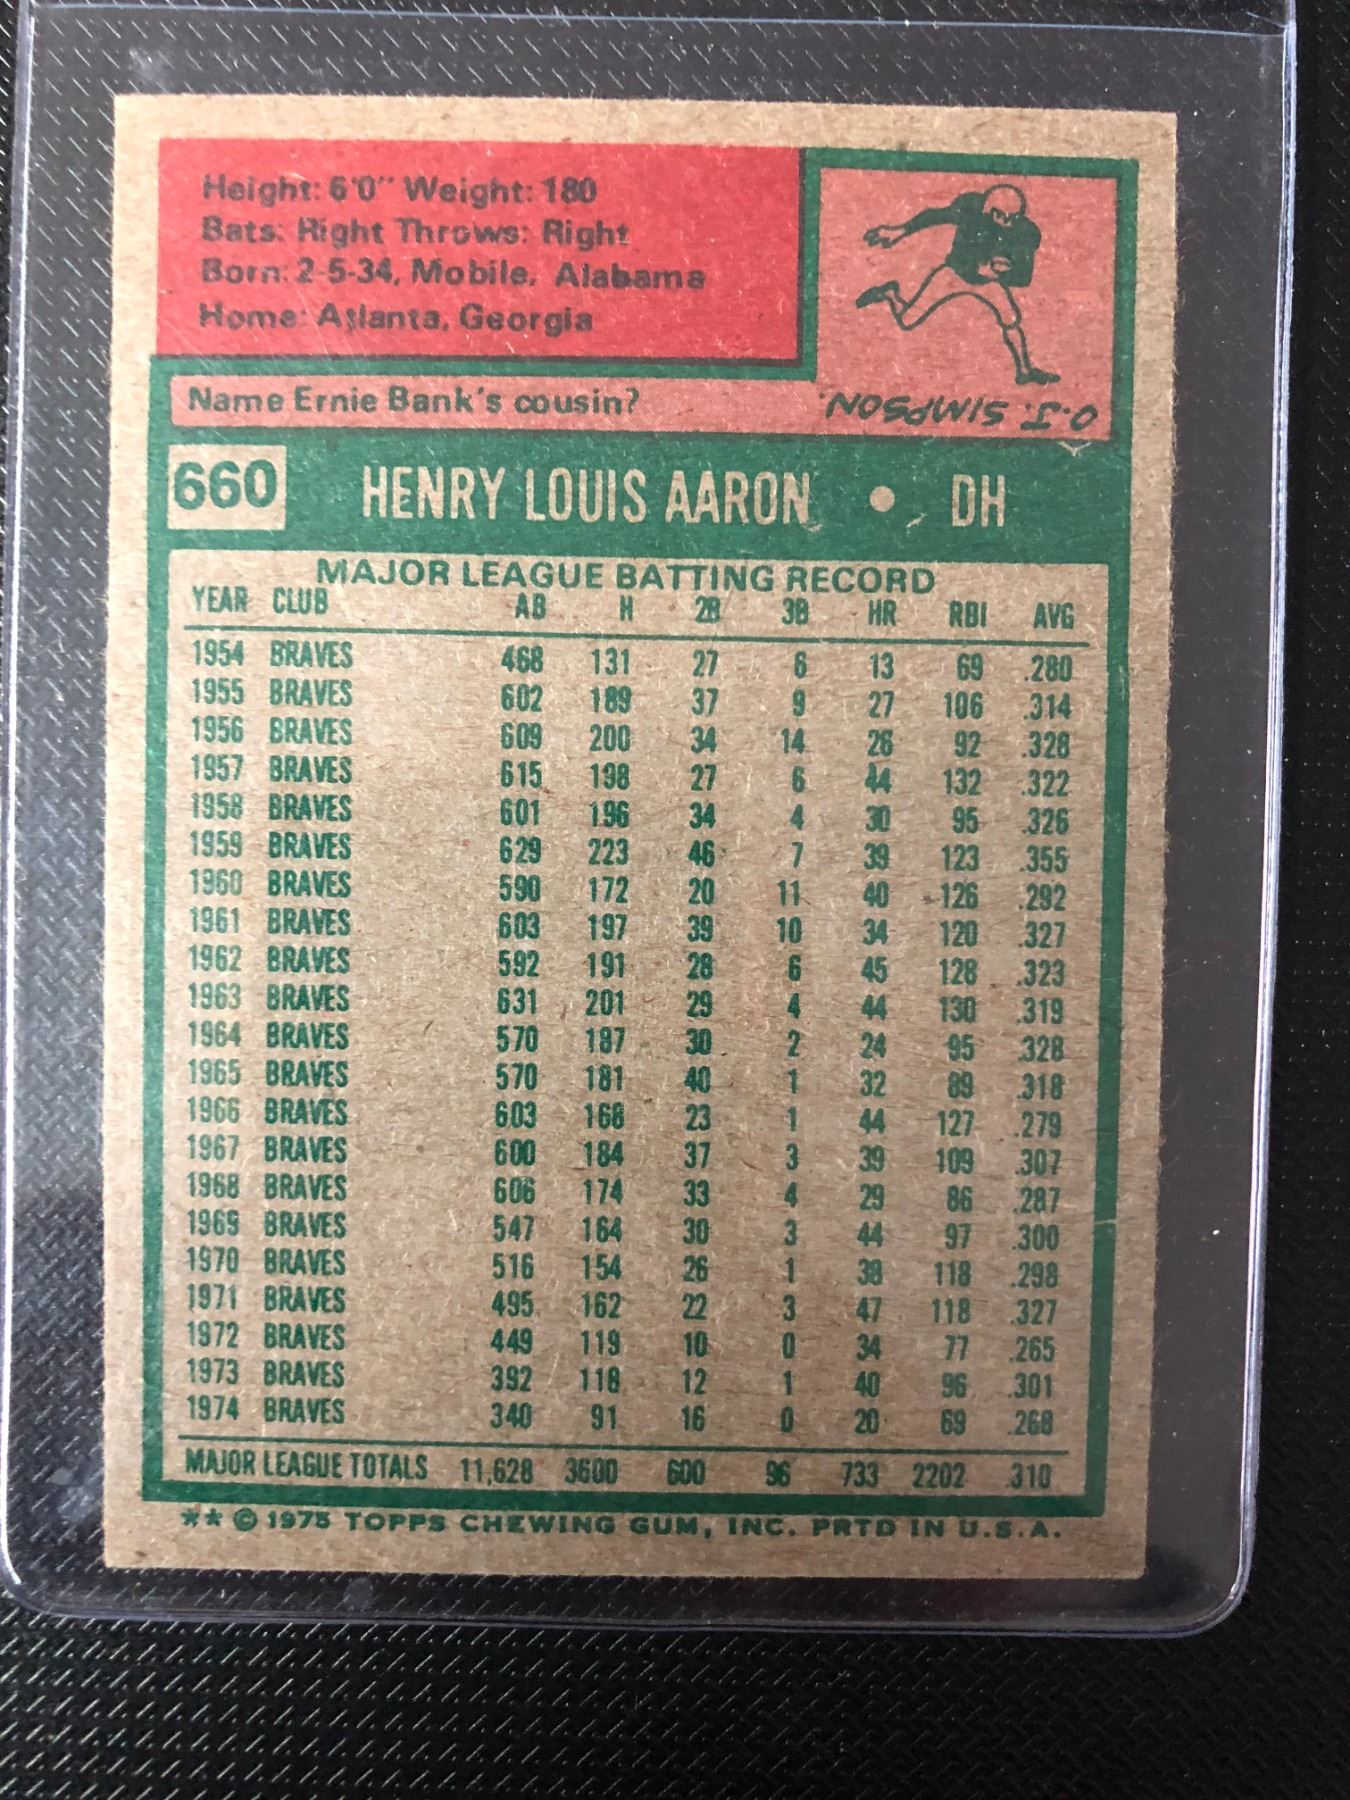 Height: 6'0" Weight: 180
Bats: Right Throws: Right
Born: 2-5-34, Mobile, Alabama
Home: Atlanta, Georgia
Name Ernie Bank's cousin?
O.J. SIMPSON.
660 HENRY LOUIS AARON • DH
MAJOR LEAGUE BATTING RECORD
YEAR CLUB AB H 2B 3B HR RBI AVG
1954 BRAVES 468 131 27 6 13 69 .280
1955 BRAVES 602 189 37 9 27 106 .314
1956 BRAVES 609 200 34 14 26 92 .328
1957 BRAVES 615 198 27 6 44 132 .322
1958 BRAVES 601 196 34 4 30 95 .326
1959 BRAVES 629 223 46 7 39 123 .355
1960 BRAVES 590 172 20 11 40 126 .292
1961 BRAVES 603 197 39 10 34 120 .327
1962 BRAVES 592 191 28 6 45 128 .323
1963 BRAVES 631 201 29 4 44 130 .319
1964 BRAVES 570 187 30 2 24 95 .328
1965 BRAVES 570 181 40 1 32 89 .318
1966 BRAVES 603 168 23 1 44 127 .279
1967 BRAVES 600 184 37 3 39 109 .307
1968 BRAVES 606 174 33 4 29 86 .287
1969 BRAVES 547 164 30 3 44 97 .300
1970 BRAVES 516 154 26 1 38 118 .298
1971 BRAVES 495 162 22 3 47 118 .327
1972 BRAVES 449 119 10 0 34 77 .265
1973 BRAVES 392 118 12 1 40 96 .301
1974 BRAVES 340 91 16 0 20 69 .268
MAJOR LEAGUE TOTALS 11,628 3600 600 96 733 2202 .310
** © 1975 TOPPS CHEWING GUM, INC. PRTD IN U.S.A.